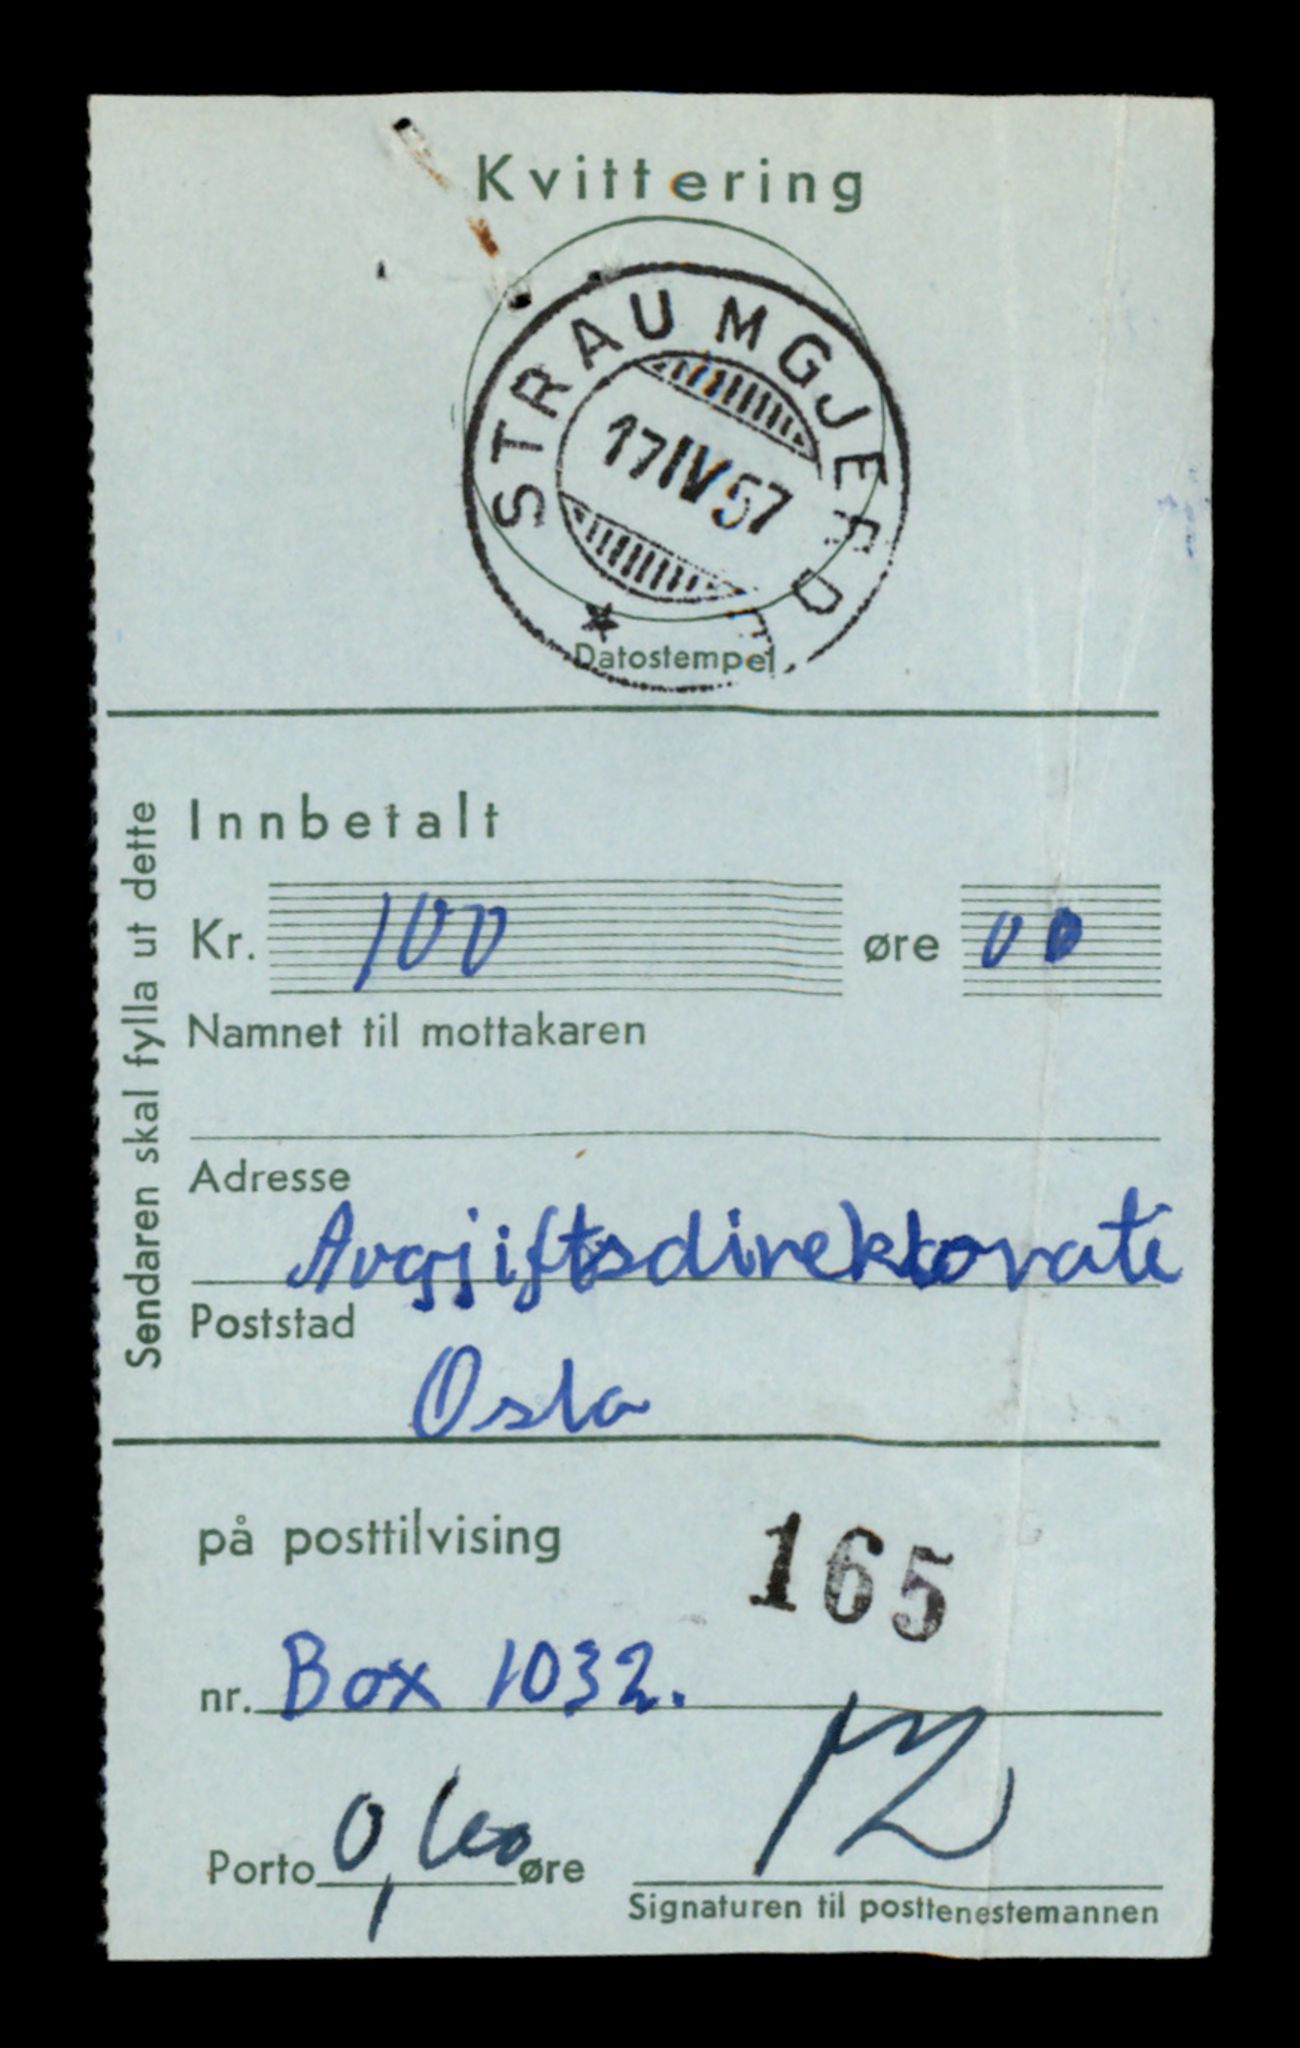 Kvittering
STRAUMGJERD
17 IV 57
Datostempel
Sendaren skal fylla ut dette
Innbetalt
Kr. 100 øre 00
Namnet til mottakaren
Adresse
Avgjiftsdirektorate
Poststad
Oslo
på posttilvising 165
nr. Box 1032.
Porto 0,60 øre
Signaturen til posttenestemannen